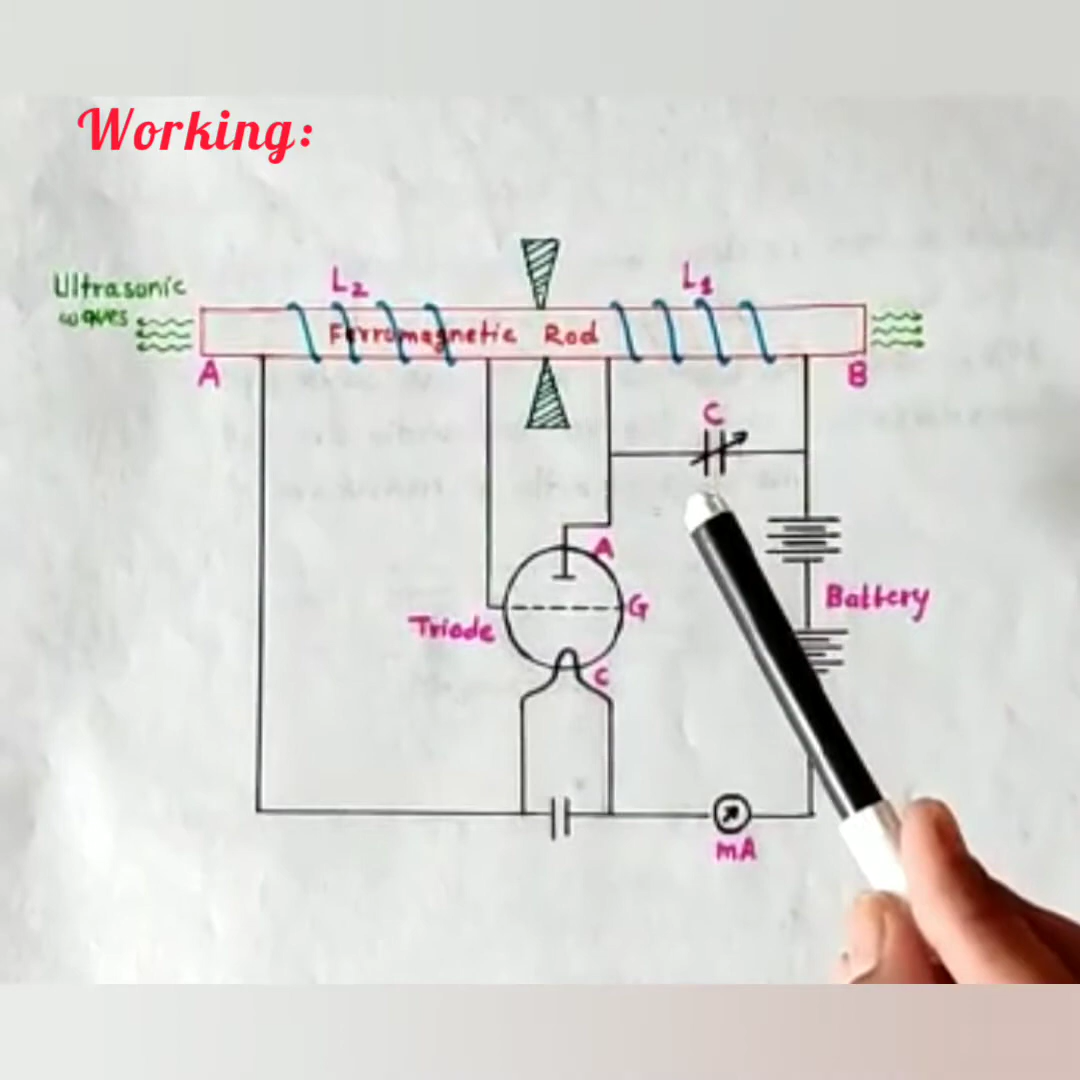 Working:
Ultrasonic
waves
L2
L1
Ferromagnetic Rod
A
B
C
A
G
Triode
C
Battery
mA